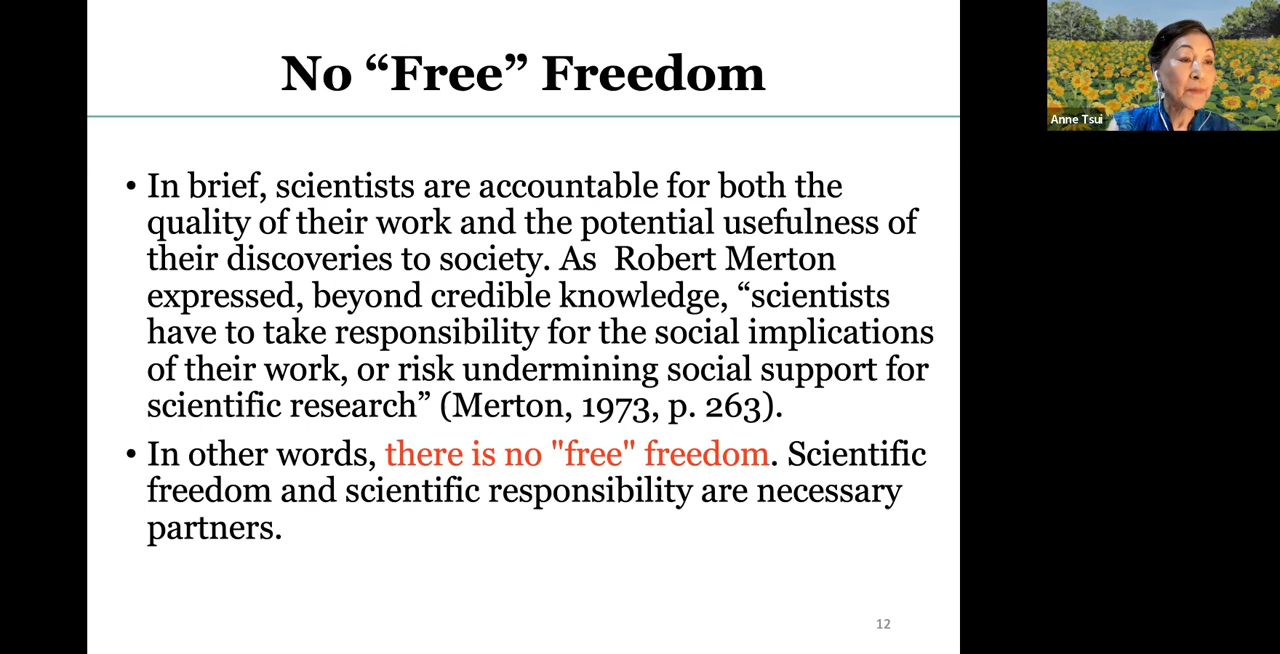 No “Free” Freedom
• In brief, scientists are accountable for both the
quality of their work and the potential usefulness of
their discoveries to society. As  Robert Merton
expressed, beyond credible knowledge, “scientists
have to take responsibility for the social implications
of their work, or risk undermining social support for
scientific research” (Merton, 1973, p. 263).
• In other words, there is no "free" freedom. Scientific
freedom and scientific responsibility are necessary
partners.
12
Anne Tsui